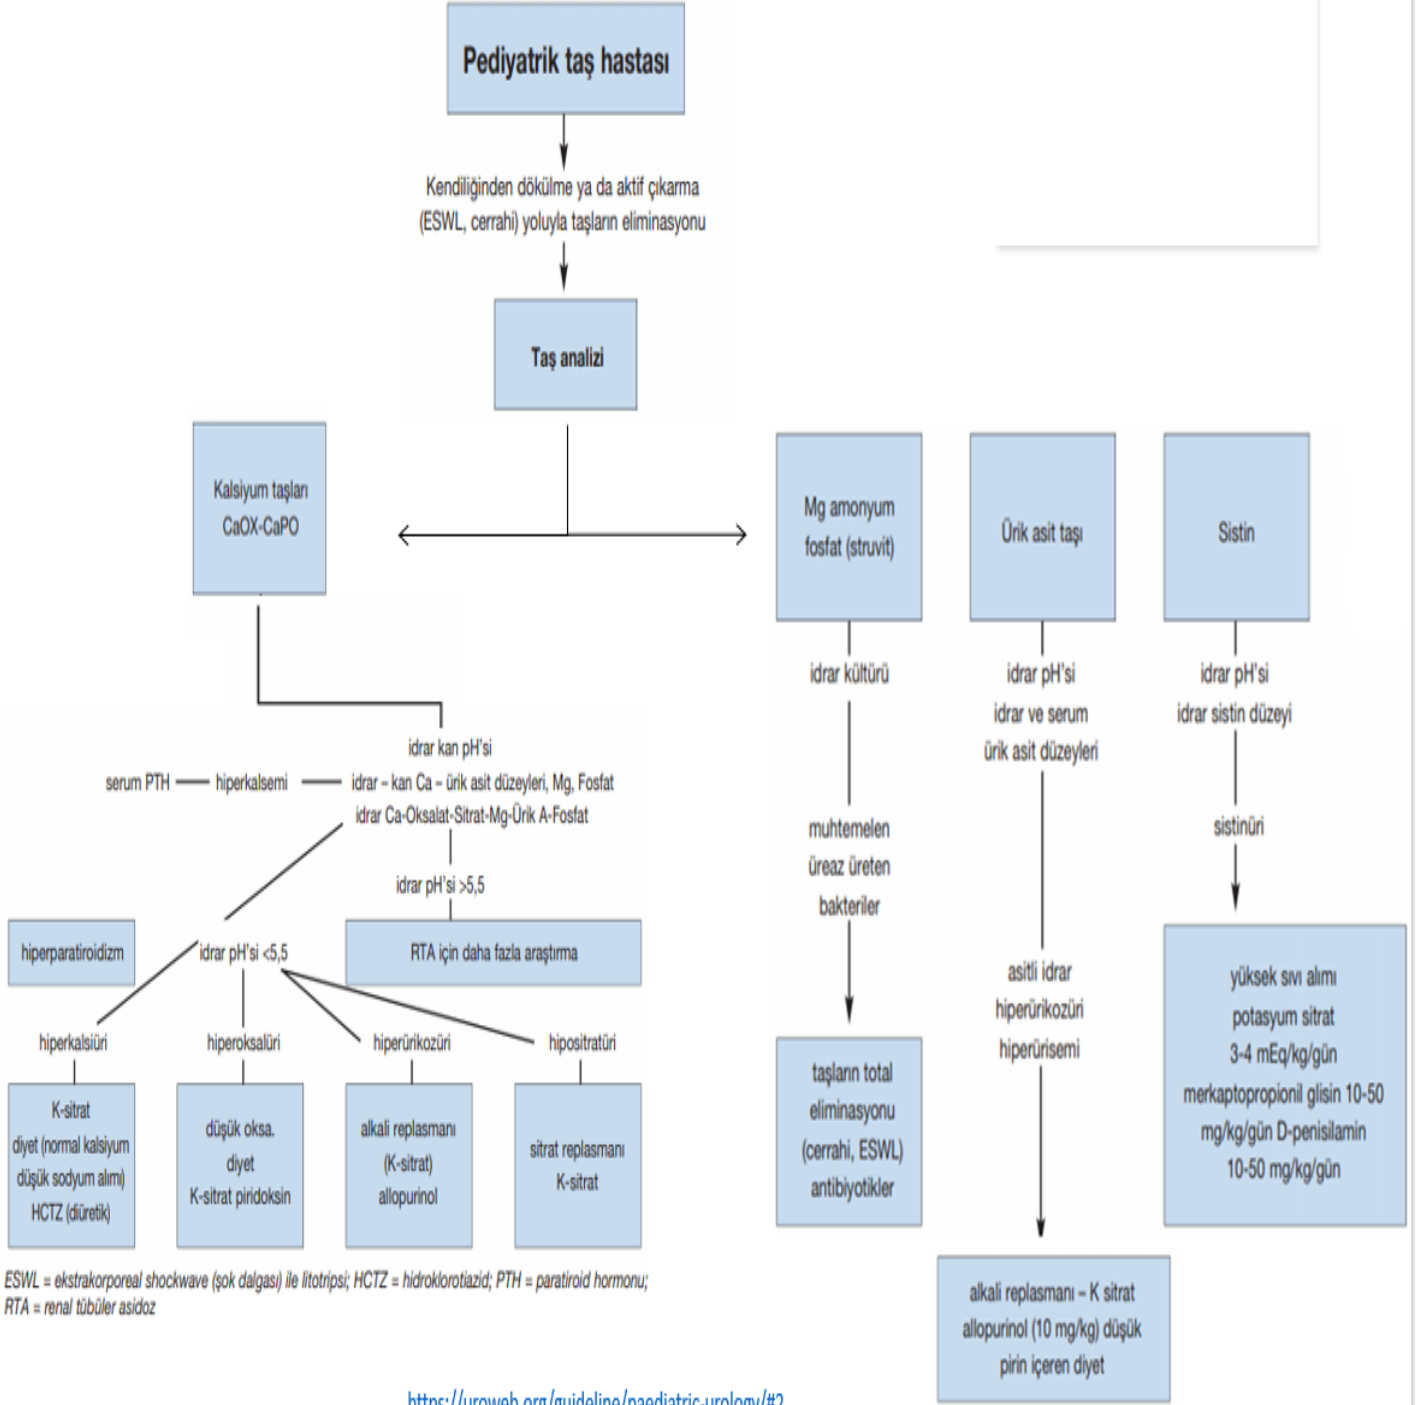 Pediyatrik taş hastası
Kendiliğinden dökülme ya da aktif çıkarma
(ESWL, cerrahi) yoluyla taşların eliminasyonu
Taş analizi
Kalsiyum taşları
CaOX-CaPO
idrar kan pH'si
serum PTH
hiperkalsemi
idrar – kan Ca – ürik asit düzeyleri, Mg, Fosfat
idrar Ca-Oksalat-Sitrat-Mg-Ürik A-Fosfat
idrar pH'si >5,5
hiperparatiroidizm
idrar pH'si <5,5
RTA için daha fazla araştırma
hiperkalsiüri
hiperoksalüri
hiperürikozüri
hipositratüri
K-sitrat
diyet (normal kalsiyum
düşük sodyum alımı)
HCTZ (diüretik)
düşük oksa.
diyet
K-sitrat piridoksin
alkali replasmanı
(K-sitrat)
allopurinol
sitrat replasmanı
K-sitrat
Mg amonyum
fosfat (struvit)
idrar kültürü
muhtemelen
üreaz üreten
bakteriler
taşların total
eliminasyonu
(cerrahi, ESWL)
antibiyotikler
Ürik asit taşı
idrar pH'si
idrar ve serum
ürik asit düzeyleri
asitli idrar
hiperürikozüri
hiperürisemi
alkali replasmanı – K sitrat
allopurinol (10 mg/kg) düşük
pirin içeren diyet
Sistin
idrar pH'si
idrar sistin düzeyi
sistinüri
yüksek sıvı alımı
potasyum sitrat
3-4 mEq/kg/gün
merkaptopropionil glisin 10-50
mg/kg/gün D-penisilamin
10-50 mg/kg/gün
ESWL = ekstrakorporeal shockwave (şok dalgası) ile litotripsi; HCTZ = hidroklorotiazid; PTH = paratiroid hormonu;
RTA = renal tübüler asidoz
https://uroweb.org/guideline/paediatric-urology/#2